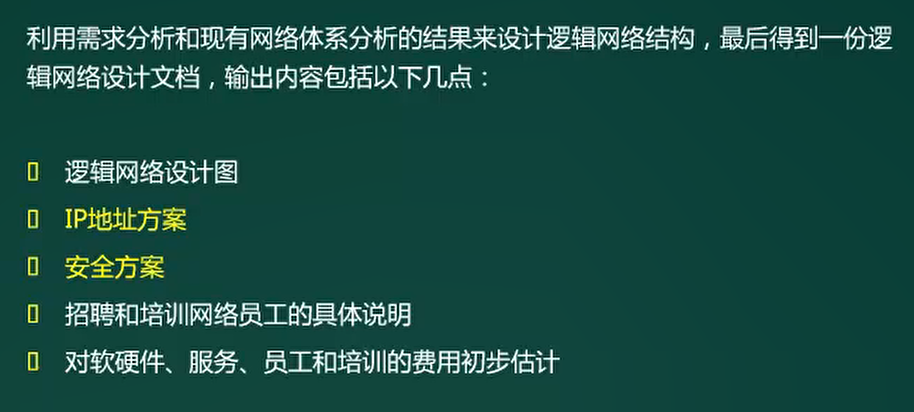 利用需求分析和现有网络体系分析的结果来设计逻辑网络结构，最后得到一份逻
辑网络设计文档，输出内容包括以下几点：
逻辑网络设计图
IP地址方案
安全方案
招聘和培训网络员工的具体说明
对软硬件、服务、员工和培训的费用初步估计